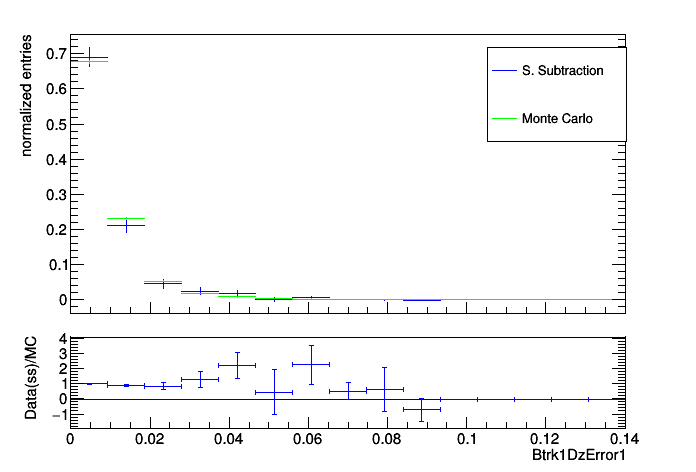 normalized entries
0.7
0.6
0.5
0.4
0.3
0.2
0.1
0
S. Subtraction
Monte Carlo
Data(ss)/MC
4
3
2
1
0
−1
0 0.02 0.04 0.06 0.08 0.1 0.12 0.14
Btrk1DzError1